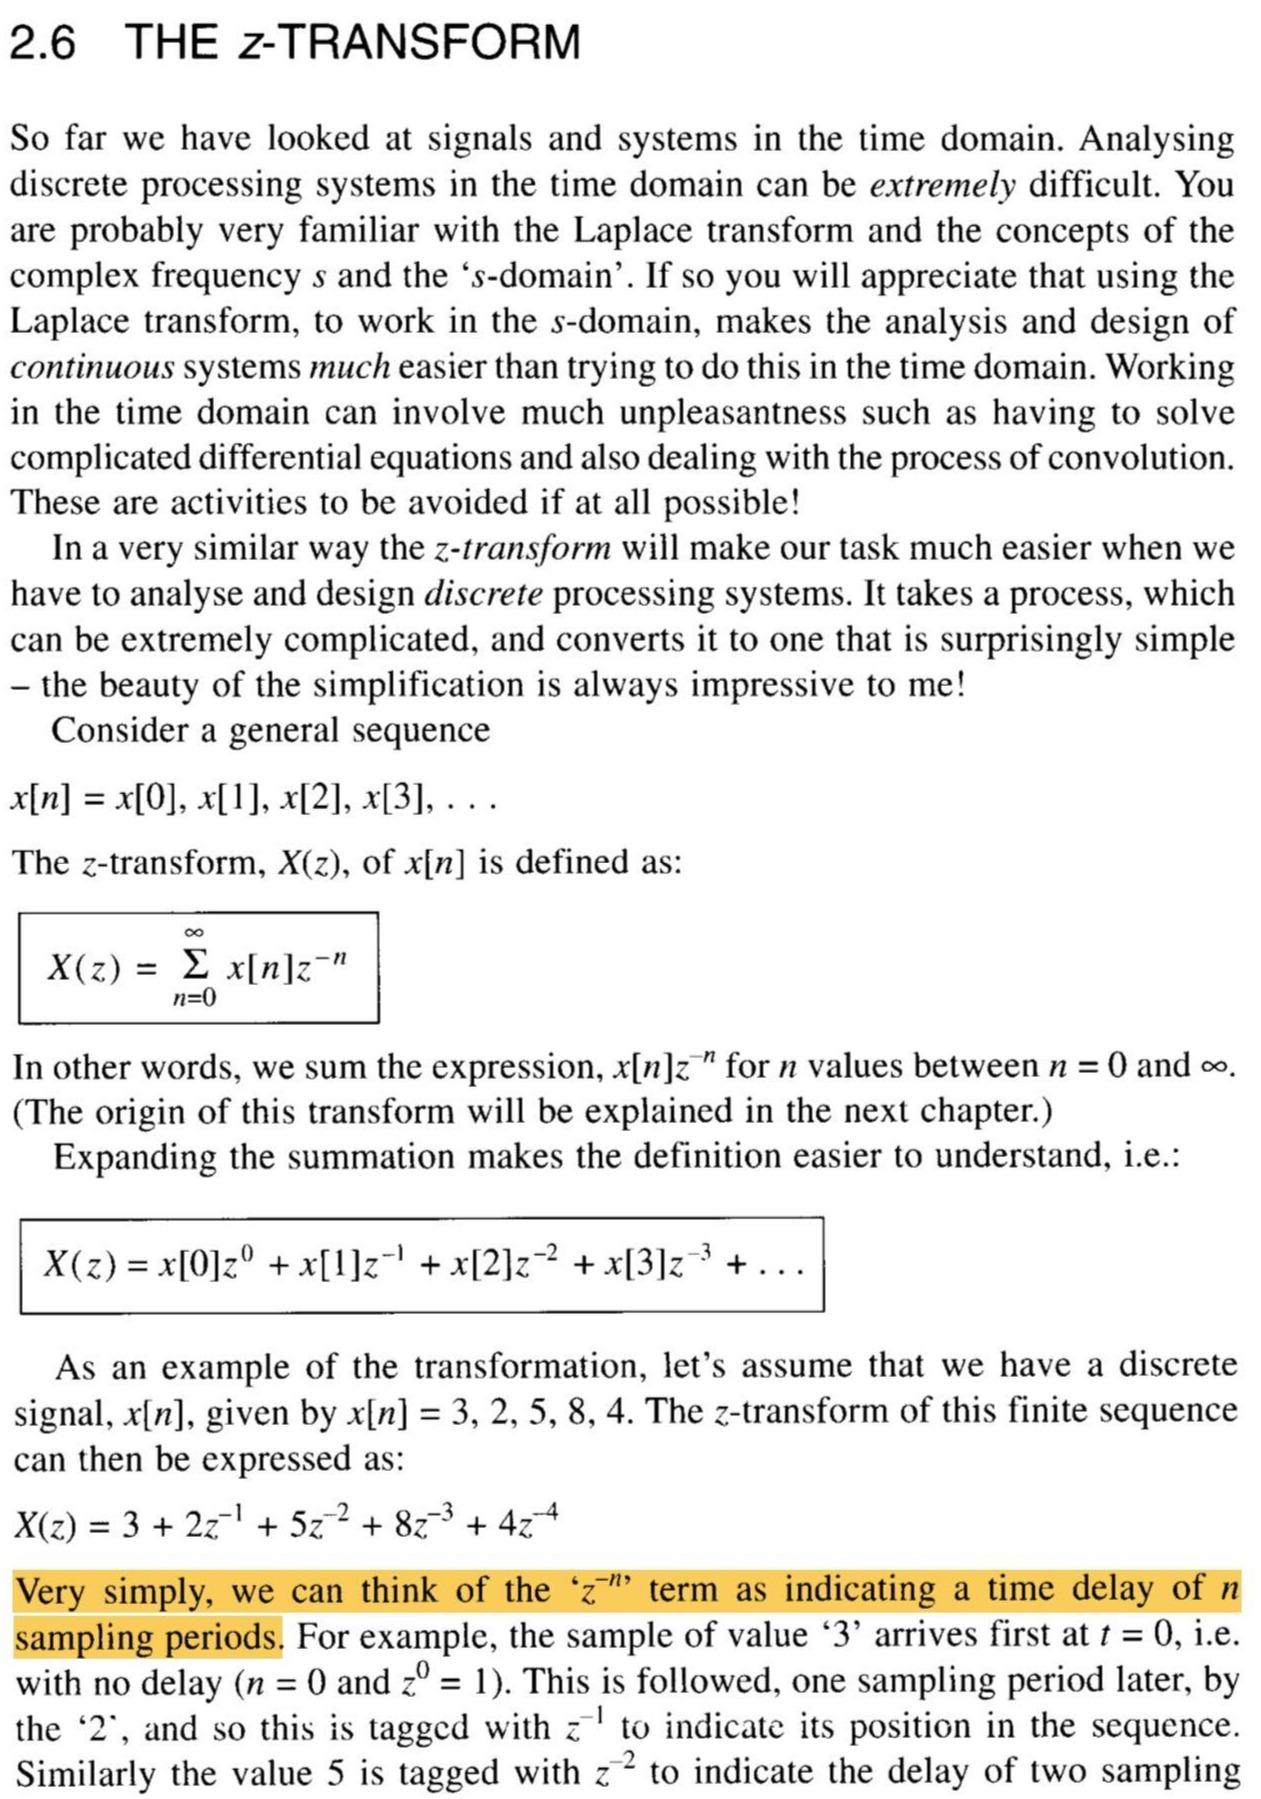 2.6 THE z-TRANSFORM
So far we have looked at signals and systems in the time domain. Analysing
discrete processing systems in the time domain can be extremely difficult. You
are probably very familiar with the Laplace transform and the concepts of the
complex frequency s and the ‘s-domain’. If so you will appreciate that using the
Laplace transform, to work in the s-domain, makes the analysis and design of
continuous systems much easier than trying to do this in the time domain. Working
in the time domain can involve much unpleasantness such as having to solve
complicated differential equations and also dealing with the process of convolution.
These are activities to be avoided if at all possible!
In a very similar way the z-transform will make our task much easier when we
have to analyse and design discrete processing systems. It takes a process, which
can be extremely complicated, and converts it to one that is surprisingly simple
– the beauty of the simplification is always impressive to me!
Consider a general sequence
x[n] = x[0], x[1], x[2], x[3], . . .
The z-transform, X(z), of x[n] is defined as:
X(z) = ∑_{n=0}^{∞} x[n]z⁻ⁿ
In other words, we sum the expression, x[n]z⁻ⁿ for n values between n = 0 and ∞.
(The origin of this transform will be explained in the next chapter.)
Expanding the summation makes the definition easier to understand, i.e.:
X(z) = x[0]z⁰ + x[1]z⁻¹ + x[2]z⁻² + x[3]z⁻³ + . . .
As an example of the transformation, let’s assume that we have a discrete
signal, x[n], given by x[n] = 3, 2, 5, 8, 4. The z-transform of this finite sequence
can then be expressed as:
X(z) = 3 + 2z⁻¹ + 5z⁻² + 8z⁻³ + 4z⁻⁴
Very simply, we can think of the ‘z⁻ⁿ’ term as indicating a time delay of n
sampling periods. For example, the sample of value ‘3’ arrives first at t = 0, i.e.
with no delay (n = 0 and z⁰ = 1). This is followed, one sampling period later, by
the ‘2’, and so this is tagged with z⁻¹ to indicate its position in the sequence.
Similarly the value 5 is tagged with z⁻² to indicate the delay of two sampling